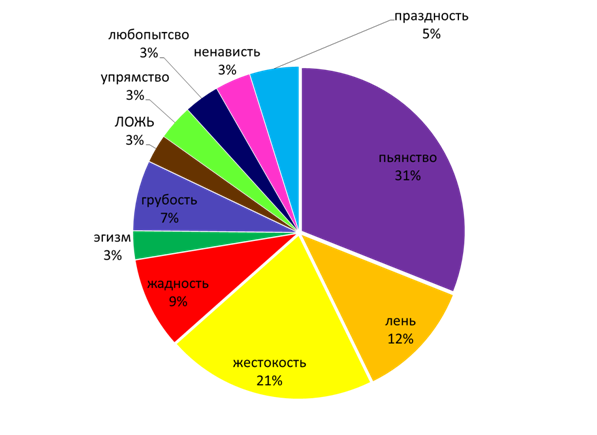 праздность
5%
любопытсво
3%
ненависть
3%
упрямство
3%
ЛОЖЬ
3%
пьянство
31%
грубость
7%
эгизм
3%
жадность
9%
лень
12%
жестокость
21%